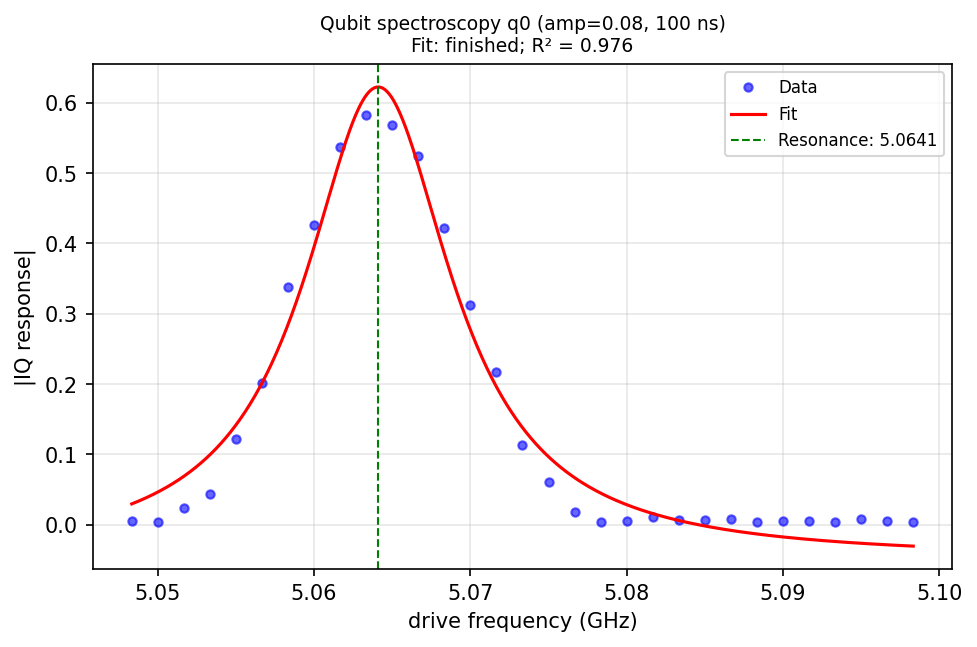 Qubit spectroscopy q0 (amp=0.08, 100 ns)
Fit: finished; R² = 0.976
Data
Fit
Resonance: 5.0641
|IQ response|
0.6
0.5
0.4
0.3
0.2
0.1
0.0
5.05 5.06 5.07 5.08 5.09 5.10
drive frequency (GHz)